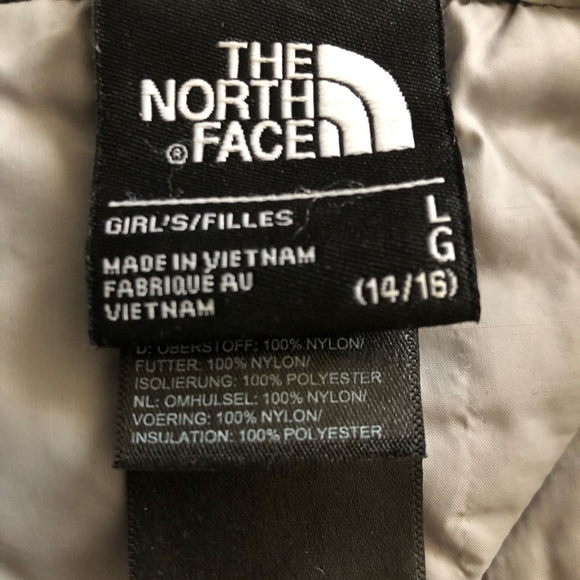 THE
NORTH
® FACE
GIRL'S/FILLES
L
G
MADE IN VIETNAM
FABRIQUÉ AU
VIETNAM
(14/16)
D: OBERSTOFF: 100% NYLON/
FUTTER: 100% NYLON/
ISOLIERUNG: 100% POLYESTER
NL: OMHULSEL: 100% NYLON/
VOERING: 100% NYLON/
INSULATION: 100% POLYESTER